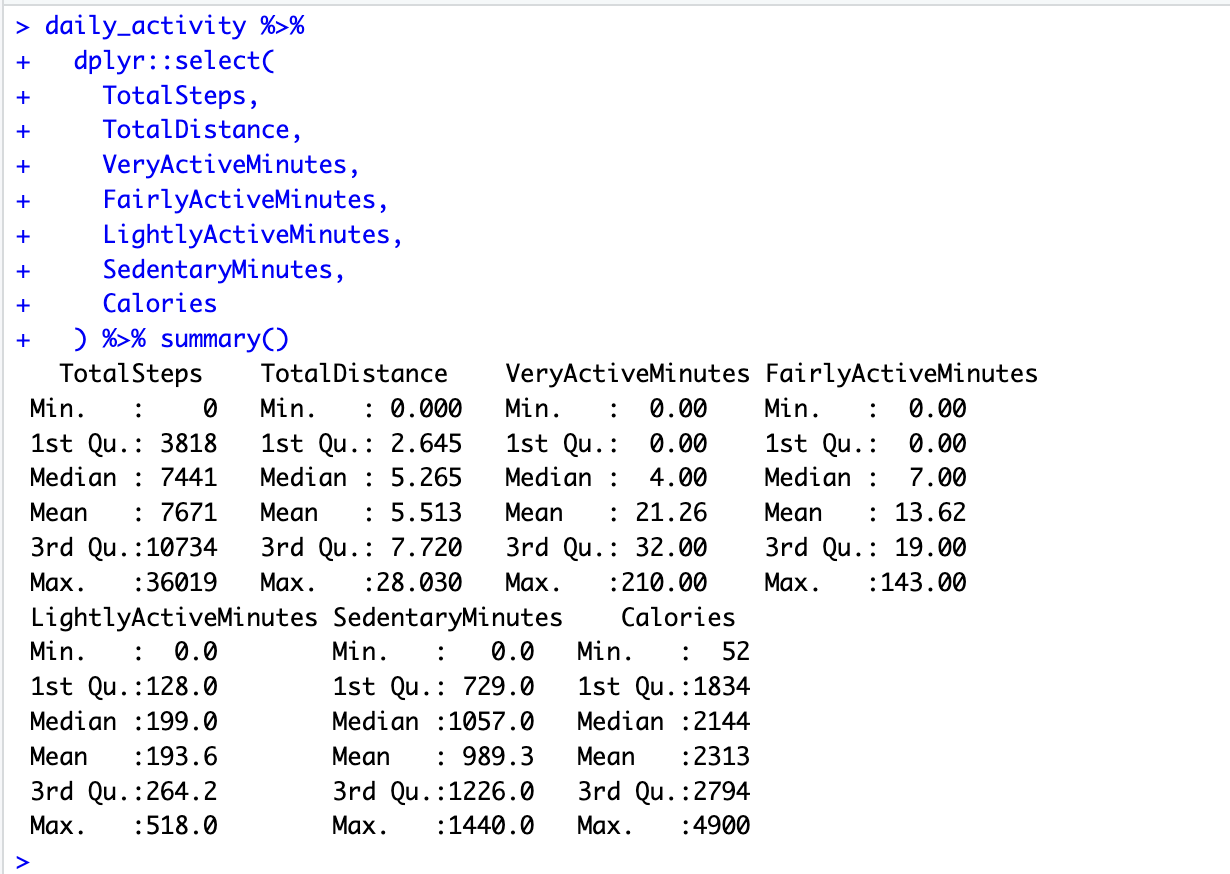 > daily_activity %>%
+   dplyr::select(
+     TotalSteps,
+     TotalDistance,
+     VeryActiveMinutes,
+     FairlyActiveMinutes,
+     LightlyActiveMinutes,
+     SedentaryMinutes,
+     Calories
+   ) %>% summary()
   TotalSteps    TotalDistance    VeryActiveMinutes FairlyActiveMinutes
 Min.   :    0   Min.   : 0.000   Min.   :  0.00    Min.   :  0.00
 1st Qu.: 3818   1st Qu.: 2.645   1st Qu.:  0.00    1st Qu.:  0.00
 Median : 7441   Median : 5.265   Median :  4.00    Median :  7.00
 Mean   : 7671   Mean   : 5.513   Mean   : 21.26    Mean   : 13.62
 3rd Qu.:10734   3rd Qu.: 7.720   3rd Qu.: 32.00    3rd Qu.: 19.00
 Max.   :36019   Max.   :28.030   Max.   :210.00    Max.   :143.00
 LightlyActiveMinutes SedentaryMinutes    Calories
 Min.   :  0.0        Min.   :   0.0   Min.   :  52
 1st Qu.:128.0        1st Qu.: 729.0   1st Qu.:1834
 Median :199.0        Median :1057.0   Median :2144
 Mean   :193.6        Mean   : 989.3   Mean   :2313
 3rd Qu.:264.2        3rd Qu.:1226.0   3rd Qu.:2794
 Max.   :518.0        Max.   :1440.0   Max.   :4900
>